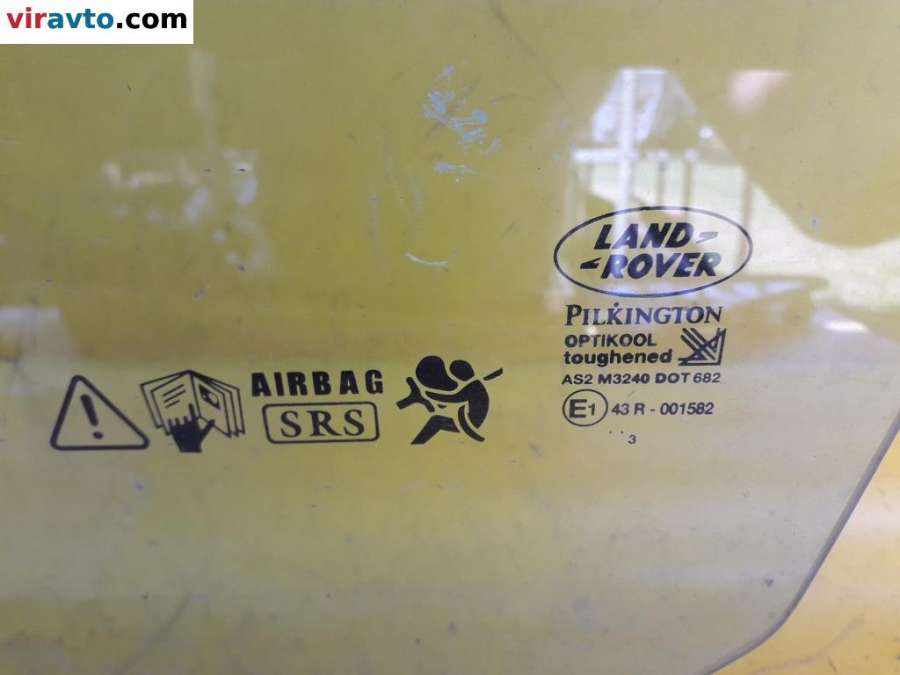 viravto.com
LAND
ROVER
PILKINGTON
OPTIKOOL
toughened
AS2 M3240 DOT 682
E1 43 R - 001582
.. 3
AIRBAG
SRS